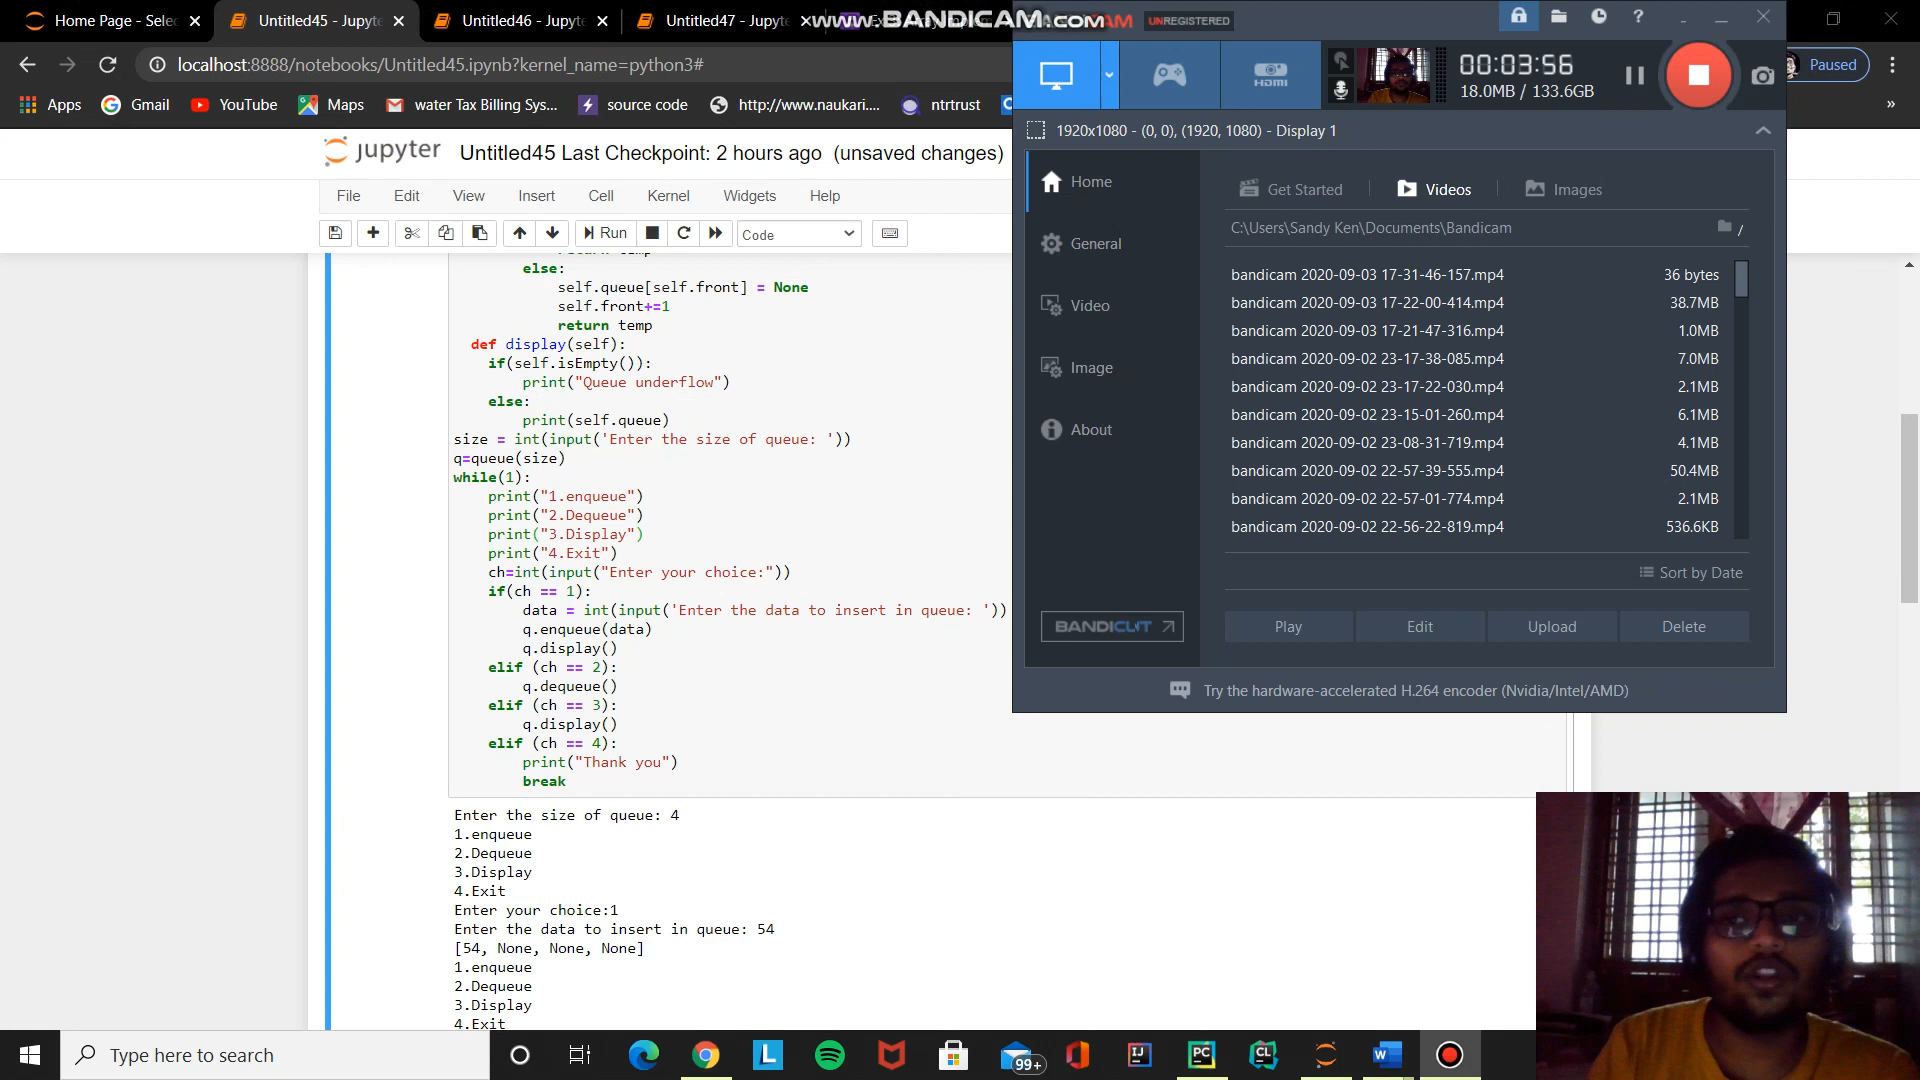 Home Page - Selec
Untitled45 - Jupyte
Untitled46 - Jupyte
Untitled47 - Jupyte
www.BANDICAM.com
UNREGISTERED
localhost:8888/notebooks/Untitled45.ipynb?kernel_name=python3#
Paused
Apps
Gmail
YouTube
Maps
water Tax Billing Sys...
source code
http://www.naukari....
ntrtrust
»
00:03:56
18.0MB / 133.6GB
HDMI
1920x1080 - (0, 0), (1920, 1080) - Display 1
jupyter
Untitled45 Last Checkpoint: 2 hours ago (unsaved changes)
File Edit View Insert Cell Kernel Widgets Help
Run
Code
else:
self.queue[self.front] = None
self.front+=1
return temp
def display(self):
if(self.isEmpty()):
print("Queue underflow")
else:
print(self.queue)
size = int(input('Enter the size of queue: '))
q=queue(size)
while(1):
print("1.enqueue")
print("2.Dequeue")
print("3.Display")
print("4.Exit")
ch=int(input("Enter your choice:"))
if(ch == 1):
data = int(input('Enter the data to insert in queue: '))
q.enqueue(data)
q.display()
elif (ch == 2):
q.dequeue()
elif (ch == 3):
q.display()
elif (ch == 4):
print("Thank you")
break
Enter the size of queue: 4
1.enqueue
2.Dequeue
3.Display
4.Exit
Enter your choice:1
Enter the data to insert in queue: 54
[54, None, None, None]
1.enqueue
2.Dequeue
3.Display
4.Exit
Home
General
Video
Image
About
BANDICUT
Get Started
Videos
Images
C:\Users\Sandy Ken\Documents\Bandicam
/
bandicam 2020-09-03 17-31-46-157.mp4 36 bytes
bandicam 2020-09-03 17-22-00-414.mp4 38.7MB
bandicam 2020-09-03 17-21-47-316.mp4 1.0MB
bandicam 2020-09-02 23-17-38-085.mp4 7.0MB
bandicam 2020-09-02 23-17-22-030.mp4 2.1MB
bandicam 2020-09-02 23-15-01-260.mp4 6.1MB
bandicam 2020-09-02 23-08-31-719.mp4 4.1MB
bandicam 2020-09-02 22-57-39-555.mp4 50.4MB
bandicam 2020-09-02 22-57-01-774.mp4 2.1MB
bandicam 2020-09-02 22-56-22-819.mp4 536.6KB
Sort by Date
Play Edit Upload Delete
Try the hardware-accelerated H.264 encoder (Nvidia/Intel/AMD)
Type here to search
L
99+
IJ
PC
CL
W